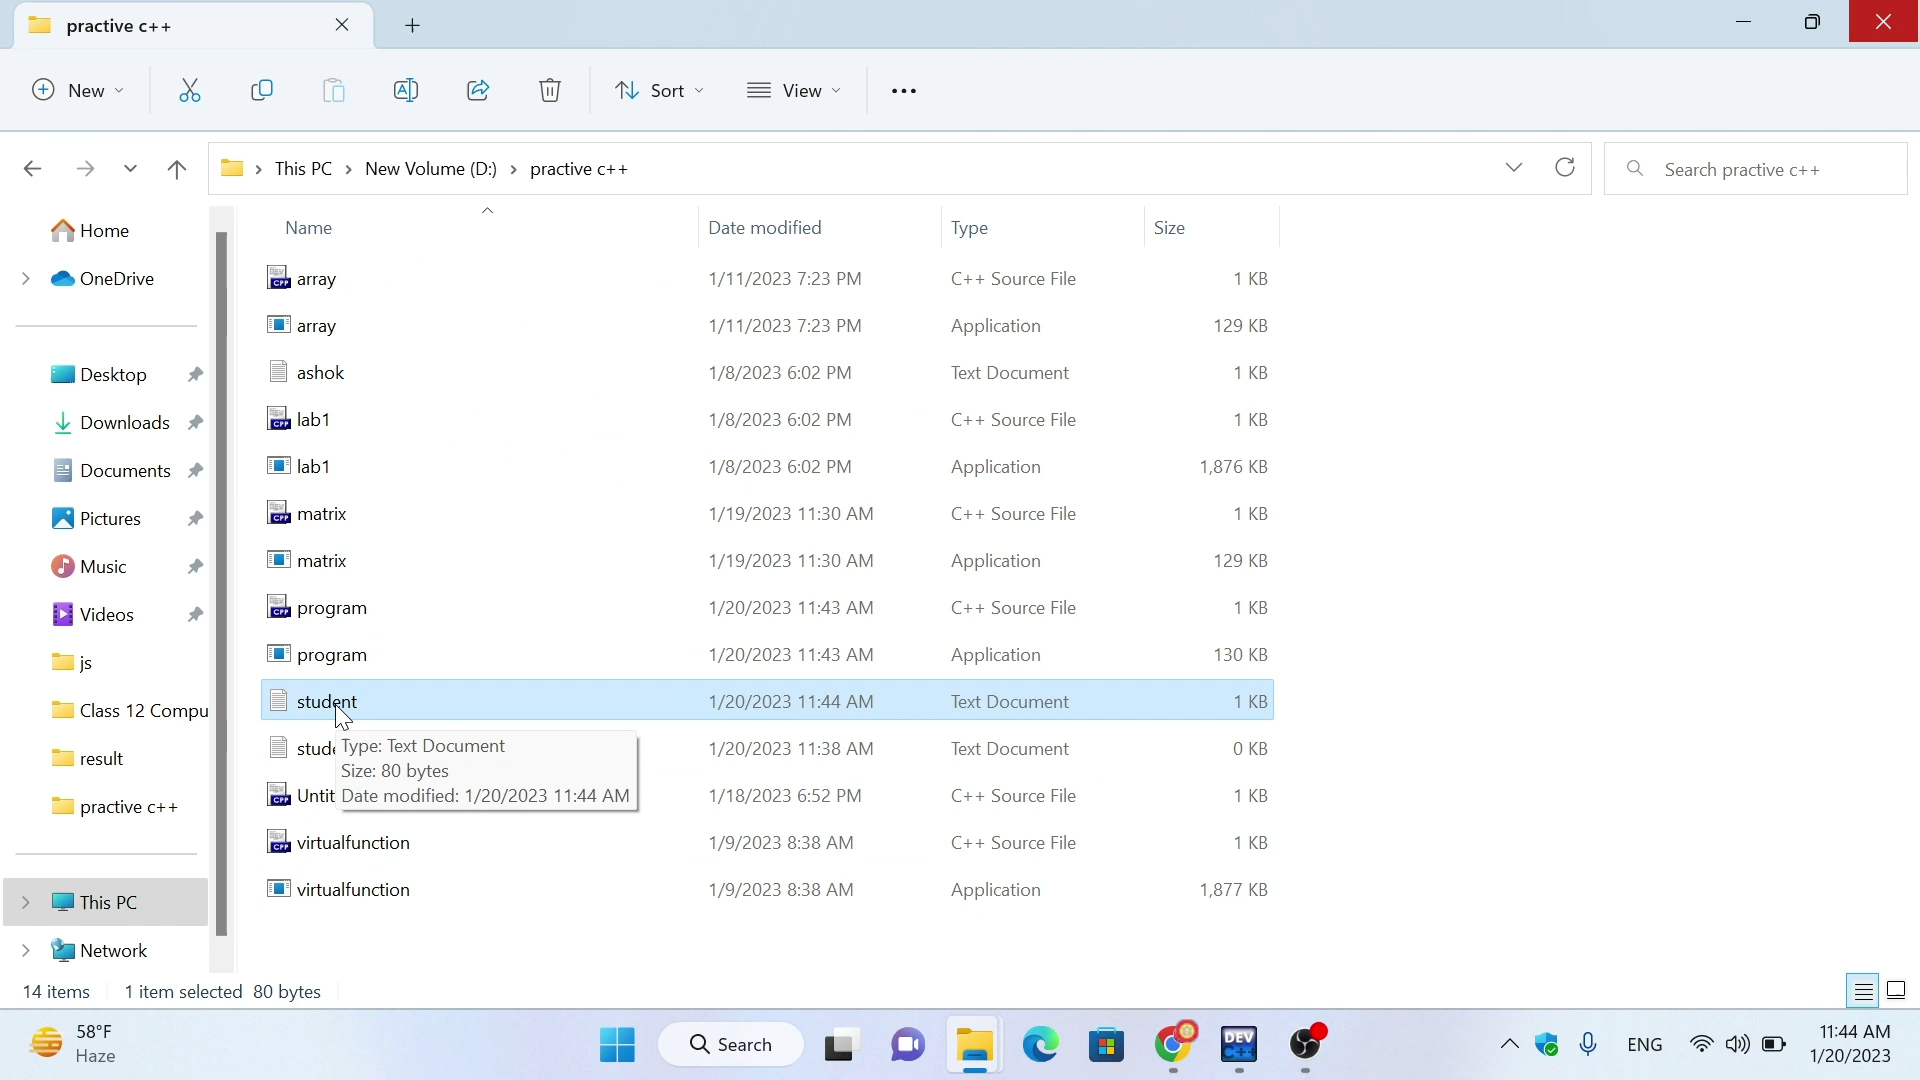 practive c++
New
Sort
View
This PC > New Volume (D:) > practive c++
Search practive c++
Home
OneDrive
Desktop
Downloads
Documents
Pictures
Music
Videos
js
Class 12 Compu
result
practive c++
This PC
Network
Name Date modified Type Size
array 1/11/2023 7:23 PM C++ Source File 1 KB
array 1/11/2023 7:23 PM Application 129 KB
ashok 1/8/2023 6:02 PM Text Document 1 KB
lab1 1/8/2023 6:02 PM C++ Source File 1 KB
lab1 1/8/2023 6:02 PM Application 1,876 KB
matrix 1/19/2023 11:30 AM C++ Source File 1 KB
matrix 1/19/2023 11:30 AM Application 129 KB
program 1/20/2023 11:43 AM C++ Source File 1 KB
program 1/20/2023 11:43 AM Application 130 KB
student 1/20/2023 11:44 AM Text Document 1 KB
stude 1/20/2023 11:38 AM Text Document 0 KB
Untit 1/18/2023 6:52 PM C++ Source File 1 KB
virtualfunction 1/9/2023 8:38 AM C++ Source File 1 KB
virtualfunction 1/9/2023 8:38 AM Application 1,877 KB
Type: Text Document
Size: 80 bytes
Date modified: 1/20/2023 11:44 AM
14 items 1 item selected 80 bytes
58°F
Haze
Search
DEV
C++
ENG
11:44 AM
1/20/2023